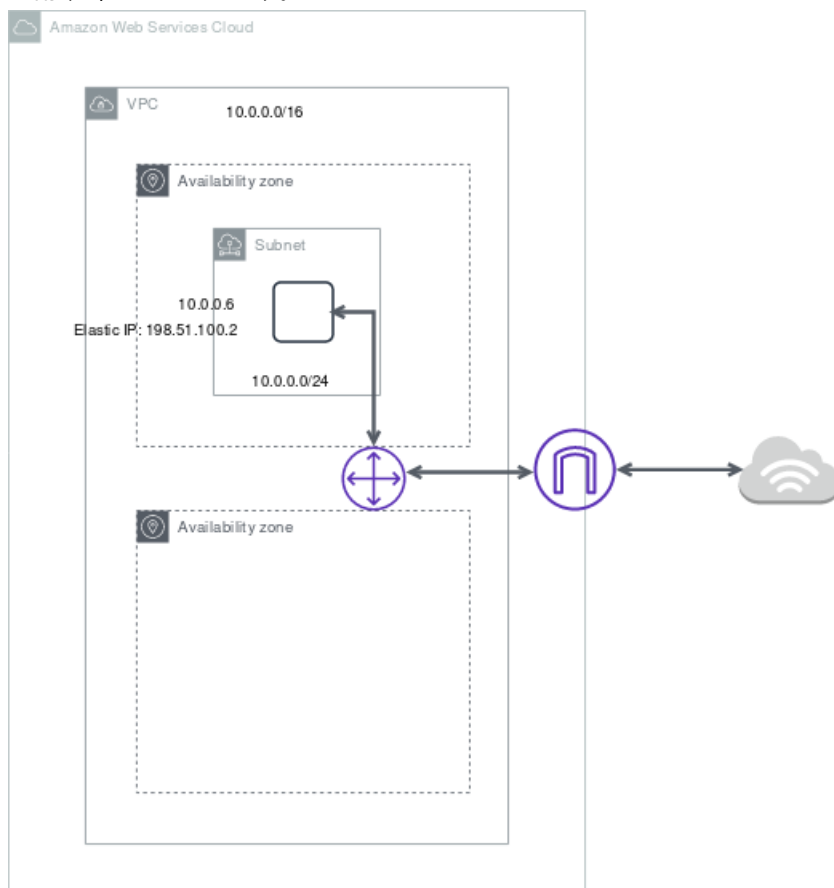 Amazon Web Services Cloud
VPC
10.0.0.0/16
Availability zone
Subnet
10.0.0.6
Elastic IP: 198.51.100.2
10.0.0.0/24
Availability zone